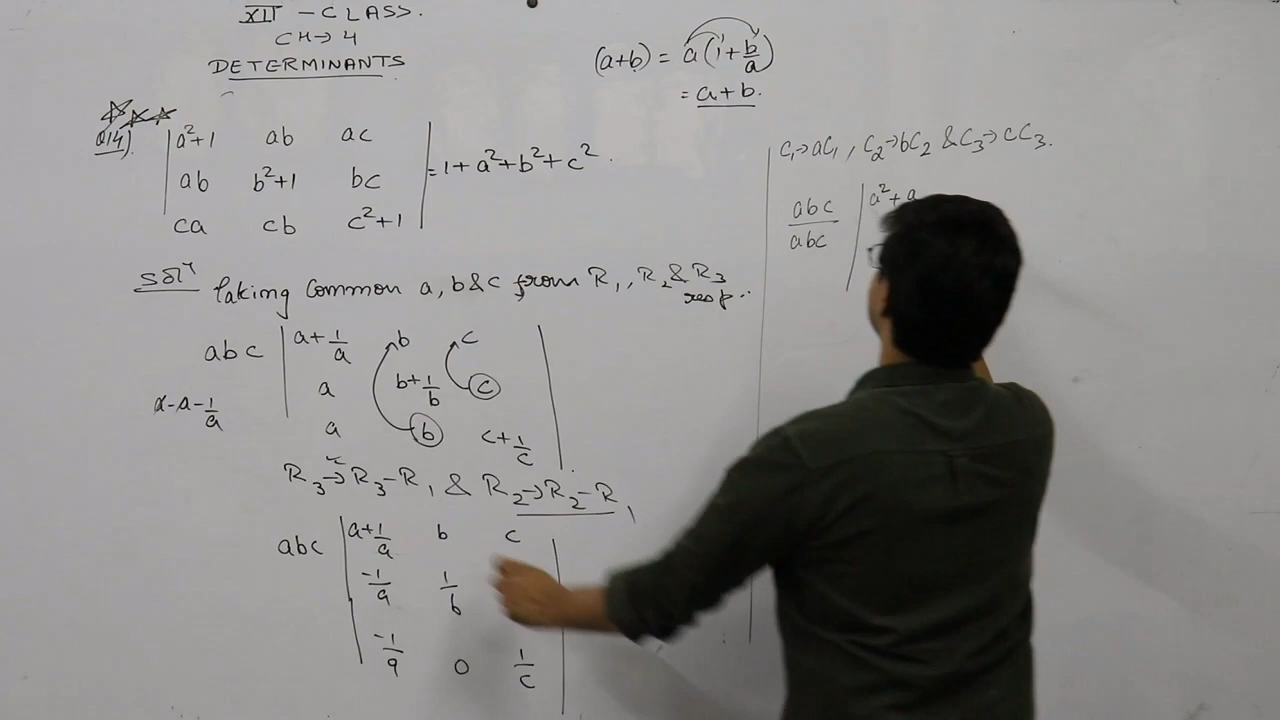 XII - CLASS.
CH→ 4
DETERMINANTS
(a+b) = a(1+b/a)
= a+b.
Q14).
|a²+1 ab ac|
|ab b²+1 bc| = 1+a²+b²+c².
|ca cb c²+1|
Solⁿ Taking Common a, b & c from R₁, R₂ & R₃
resp.
abc |a+1/a b c|
|a b+1/b c|
x-a-1/a
|a b c+1/c|
R₃→R₃-R₁ & R₂→R₂-R₁
abc |a+1/a b c|
|-1/a 1/b
|-1/a 0 1/c|
C₁→aC₁, C₂→bC₂ & C₃→cC₃.
abc/abc |a²+